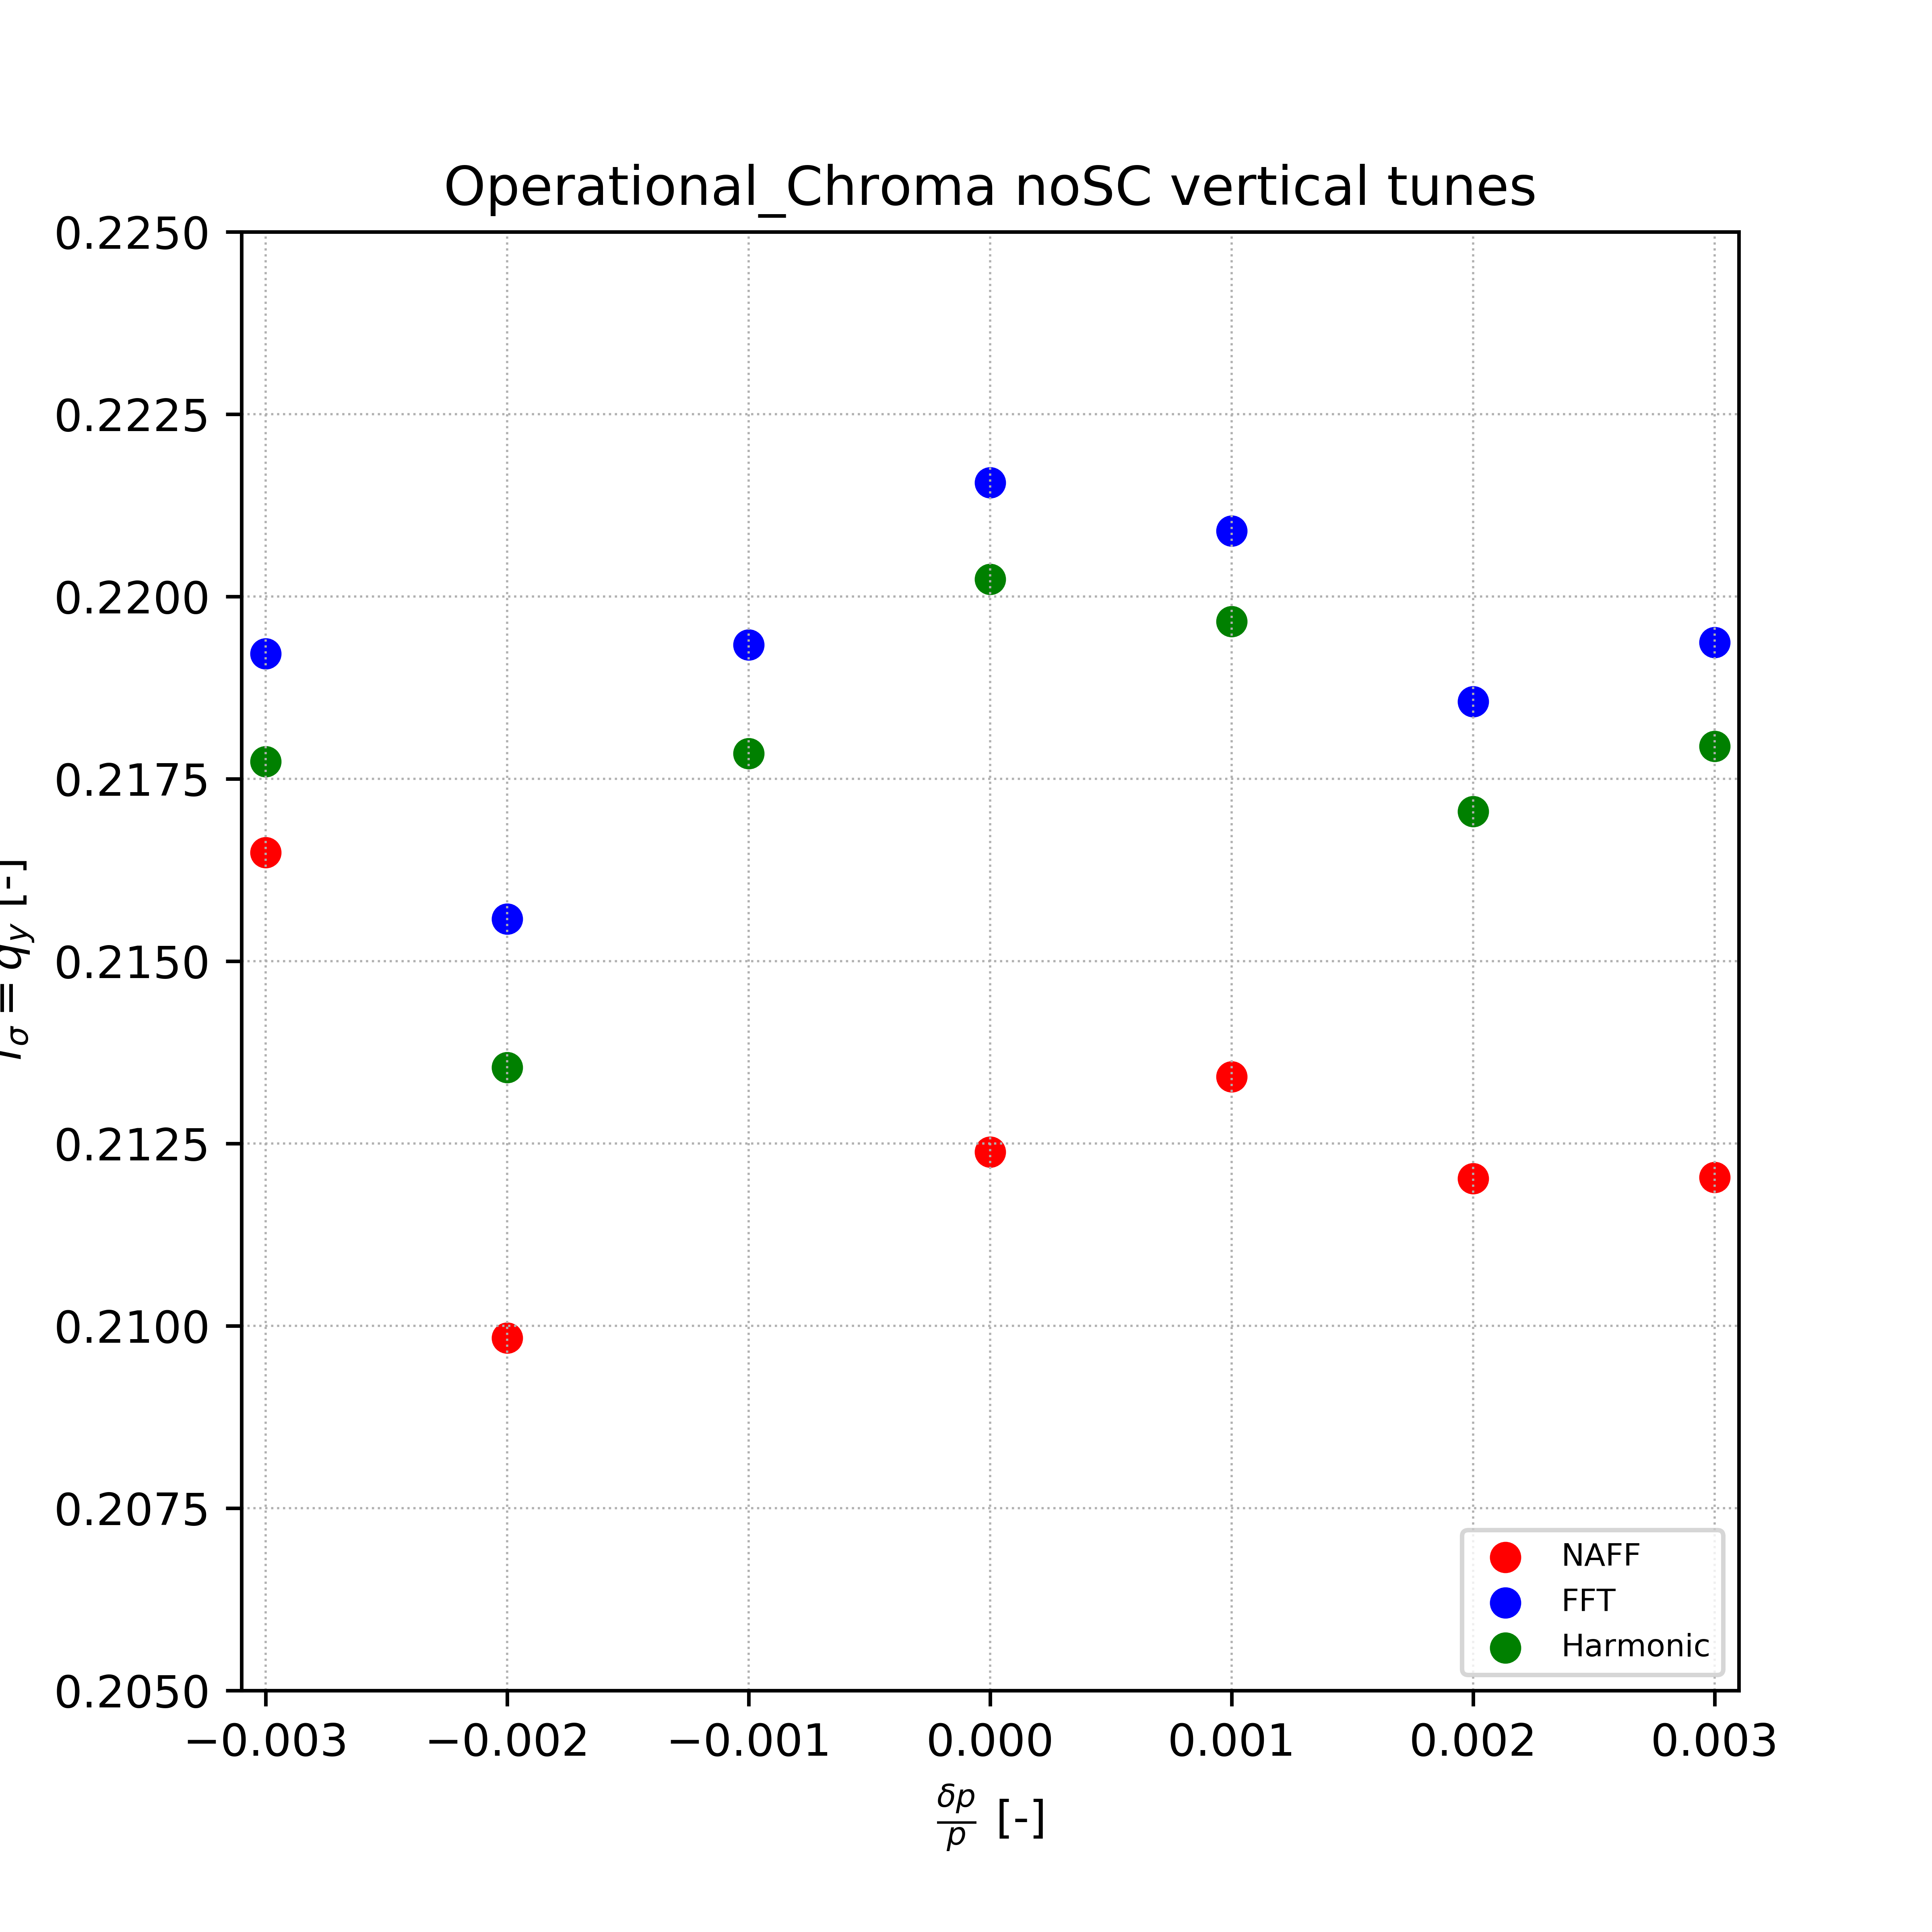 Operational_Chroma noSC vertical tunes
0.2250
0.2225
0.2200
0.2175
0.2150
0.2125
0.2100
0.2075
0.2050
σ = q_y [-]
−0.003 −0.002 −0.001 0.000 0.001 0.002 0.003
δp/p [-]
NAFF
FFT
Harmonic